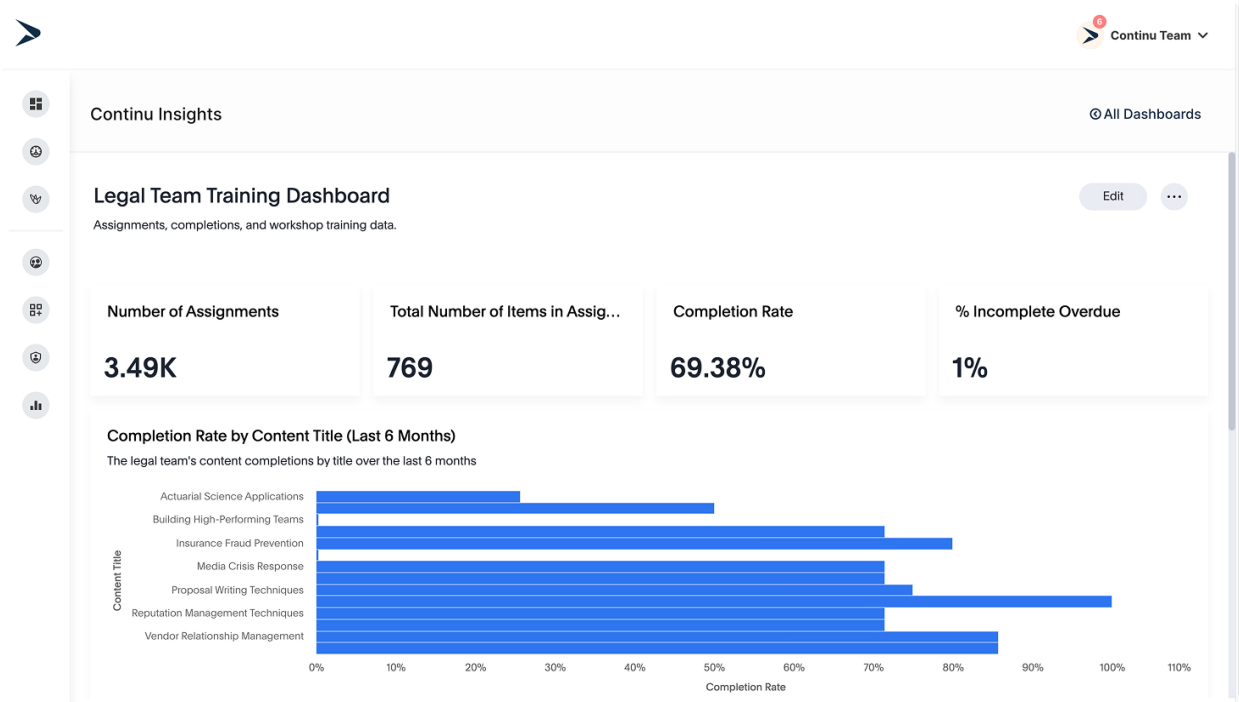 6
Continu Team
Continu Insights
All Dashboards
Legal Team Training Dashboard
Edit
Assignments, completions, and workshop training data.
Number of Assignments
3.49K
Total Number of Items in Assig...
769
Completion Rate
69.38%
% Incomplete Overdue
1%
Completion Rate by Content Title (Last 6 Months)
The legal team's content completions by title over the last 6 months
Content Title
Actuarial Science Applications
Building High-Performing Teams
Insurance Fraud Prevention
Media Crisis Response
Proposal Writing Techniques
Reputation Management Techniques
Vendor Relationship Management
0% 10% 20% 30% 40% 50% 60% 70% 80% 90% 100% 110%
Completion Rate